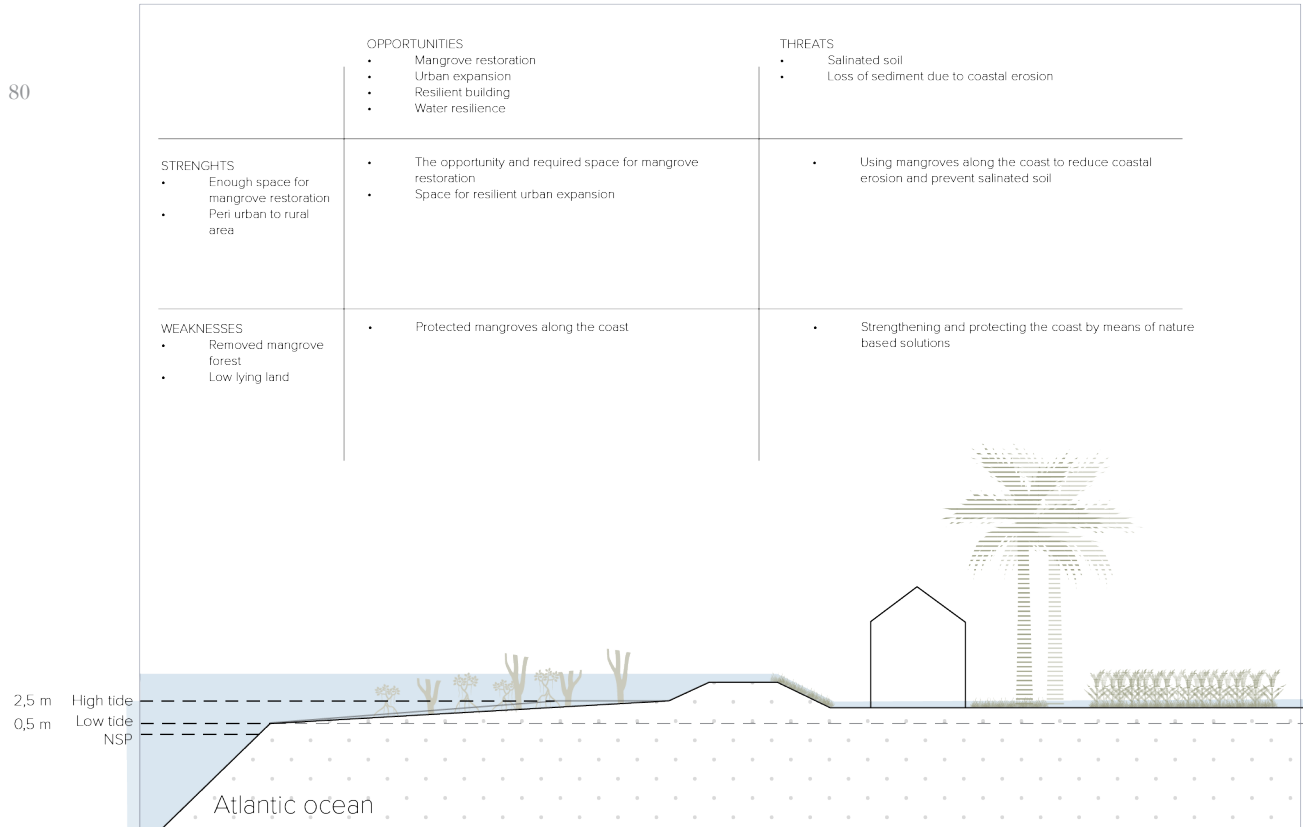 80
OPPORTUNITIES
• Mangrove restoration
• Urban expansion
• Resilient building
• Water resilience
THREATS
• Salinated soil
• Loss of sediment due to coastal erosion
STRENGHTS
• Enough space for
mangrove restoration
• Peri urban to rural
area
• The opportunity and required space for mangrove
restoration
• Space for resilient urban expansion
• Using mangroves along the coast to reduce coastal
erosion and prevent salinated soil
WEAKNESSES
• Removed mangrove
forest
• Low lying land
• Protected mangroves along the coast
• Strengthening and protecting the coast by means of nature
based solutions
2,5 m High tide
0,5 m Low tide
NSP
Atlantic ocean